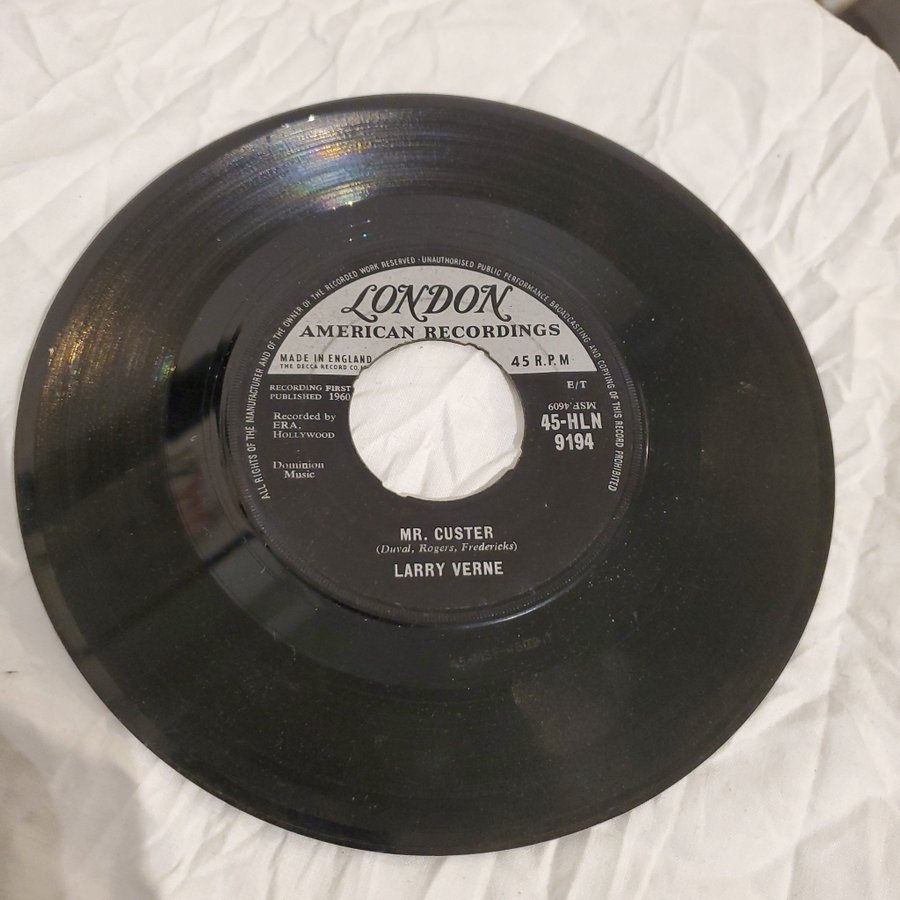 ALL RIGHTS OF THE MANUFACTURER AND OF THE OWNER OF THE RECORDED WORK RESERVED · UNAUTHORISED PUBLIC PERFORMANCE BROADCASTING AND COPYING OF THIS RECORD PROHIBITED
LONDON
AMERICAN RECORDINGS
MADE IN ENGLAND
THE DECCA RECORD CO.
45 R.P.M
RECORDING FIRST
PUBLISHED 1960
E/T
Recorded by
ERA,
HOLLYWOOD
MSP.4609
45-HLN
9194
Dominion
Music
MR. CUSTER
(Duval, Rogers, Fredericks)
LARRY VERNE